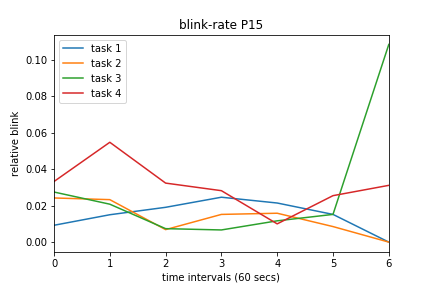 blink-rate P15
task 1
task 2
task 3
task 4
relative blink
0.10
0.08
0.06
0.04
0.02
0.00
0 1 2 3 4 5 6
time intervals (60 secs)